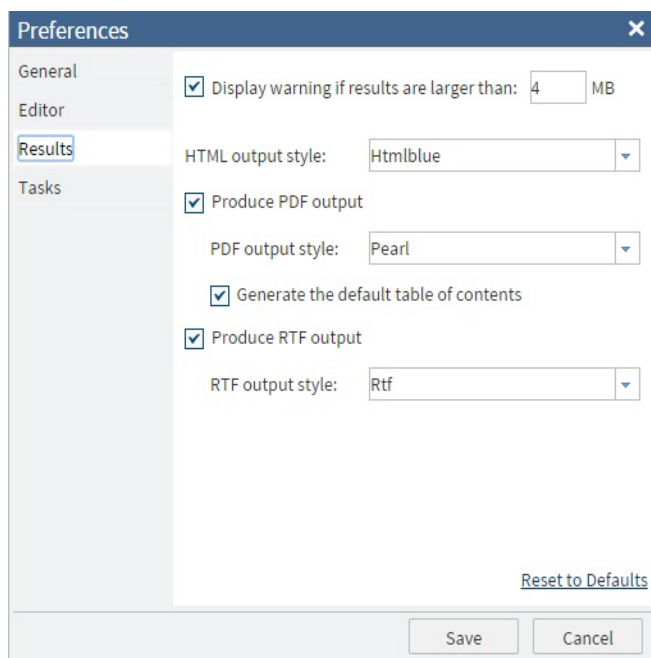 Preferences
General
Editor
Results
Tasks
Display warning if results are larger than: 4 MB
HTML output style: Htmlblue
Produce PDF output
PDF output style: Pearl
Generate the default table of contents
Produce RTF output
RTF output style: Rtf
Reset to Defaults
Save Cancel